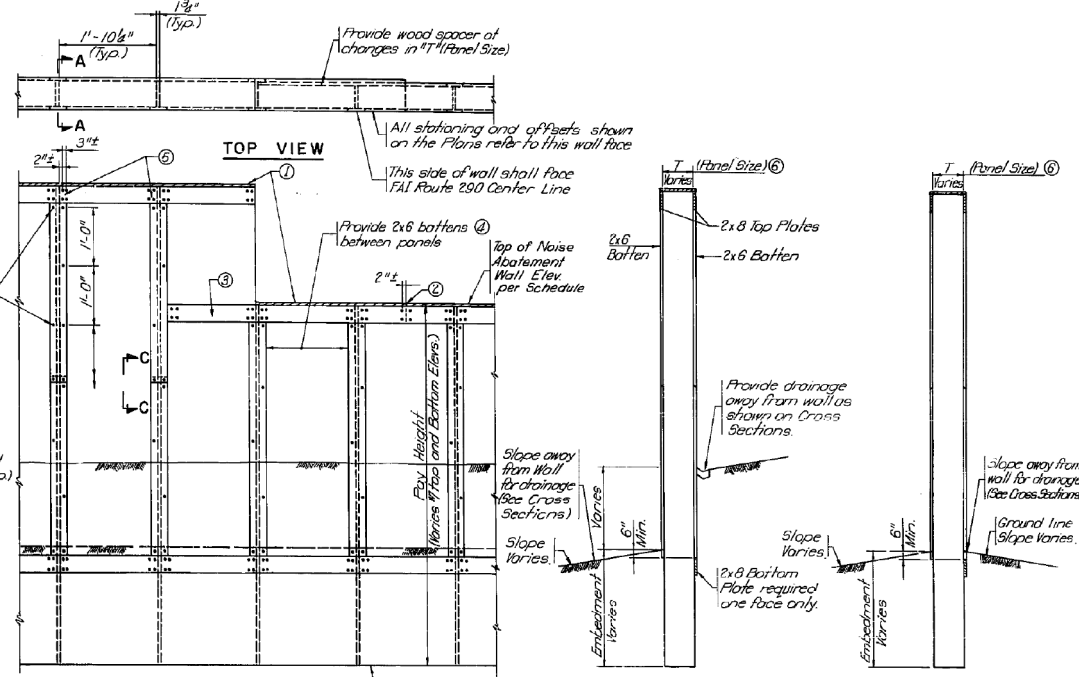 1¾"
(Typ.)
1'-10¼"
(Typ.)
A
A
Provide wood spacer at
changes in "T" (Panel Size)
All stationing and offsets shown
on the Plans refer to this wall face
TOP VIEW
This side of wall shall face
FAI Route 290 Center Line
3"±
2"±
⑤
①
1'-0"
1'-0"
Provide 2x6 battens ④
between panels
Top of Noise
Abatement
Wall Elev.
per Schedule
2"±
②
③
C
C
Pay Height
(Varies w/top and Bottom Elevs.)
T (Panel Size) ⑥
Varies
2x8 Top Plates
2x6
Batten
2x6 Batten
Provide drainage
away from wall as
shown on Cross
Sections.
Slope away
from Wall
for drainage
(See Cross
Sections)
Varies
6"
Min.
Slope
Varies.
2x8 Bottom
Plate required
one face only.
Embedment
Varies
T (Panel Size) ⑥
Varies
Slope away from
wall for drainage
(See Cross Sections
6"
Min.
Slope
Varies.
Ground line
Slope Varies.
Embedment
Varies